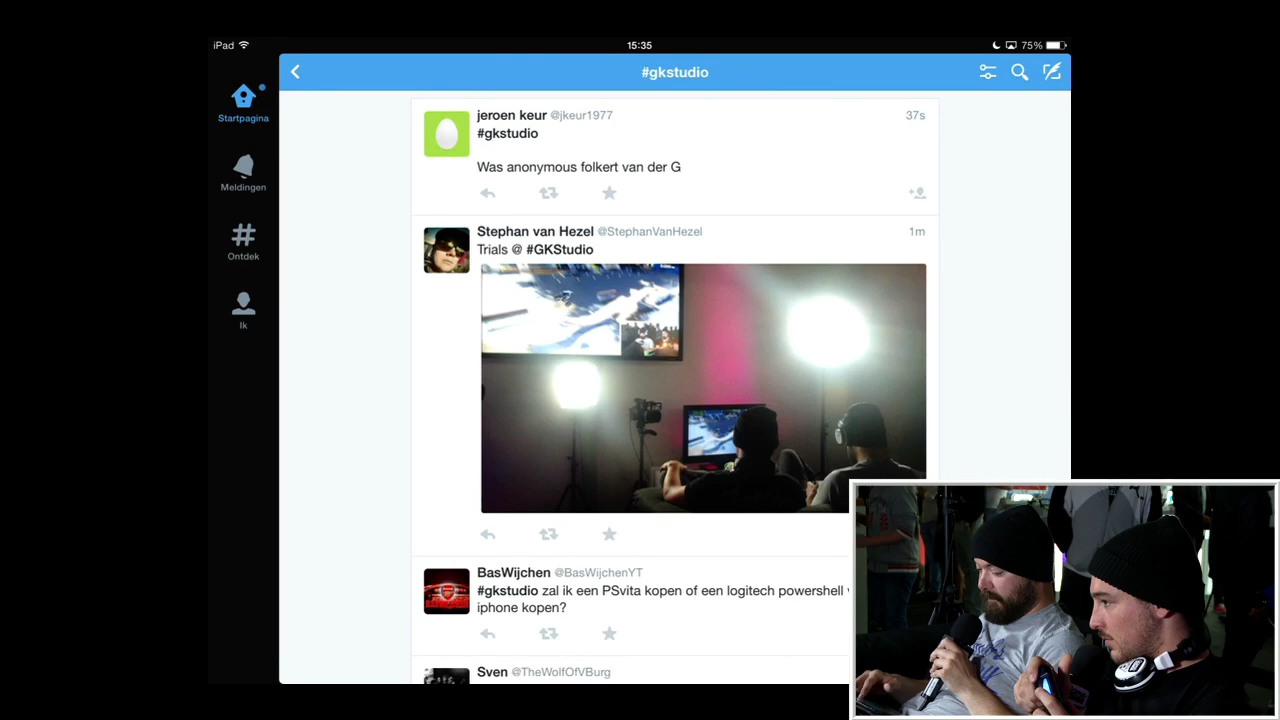 iPad
15:35
75%
#gkstudio
Startpagina
Meldingen
Ontdek
Ik
jeroen keur @jkeur1977 37s
#gkstudio
Was anonymous folkert van der G
Stephan van Hezel @StephanVanHezel 1m
Trials @ #GKStudio
BasWijchen @BasWijchenYT
#gkstudio zal ik een PSvita kopen of een logitech powershell
iphone kopen?
Sven @TheWolfOfVBurg